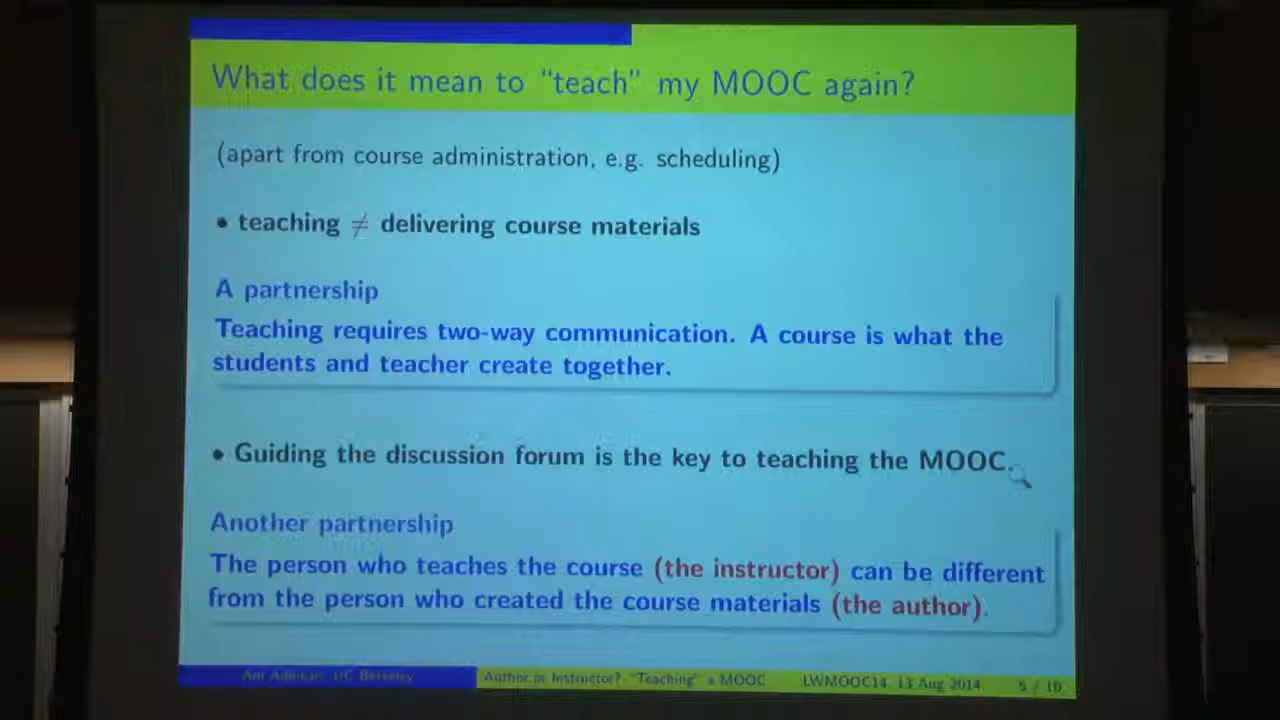 What does it mean to “teach” my MOOC again?
(apart from course administration, e.g. scheduling)
• teaching ≠ delivering course materials
A partnership
Teaching requires two-way communication. A course is what the
students and teacher create together.
• Guiding the discussion forum is the key to teaching the MOOC.
Another partnership
The person who teaches the course (the instructor) can be different
from the person who created the course materials (the author).
Ani Adhikari, UC Berkeley Author or Instructor? “Teaching” a MOOC LWMOOC14, 13 Aug 2014 5 / 10